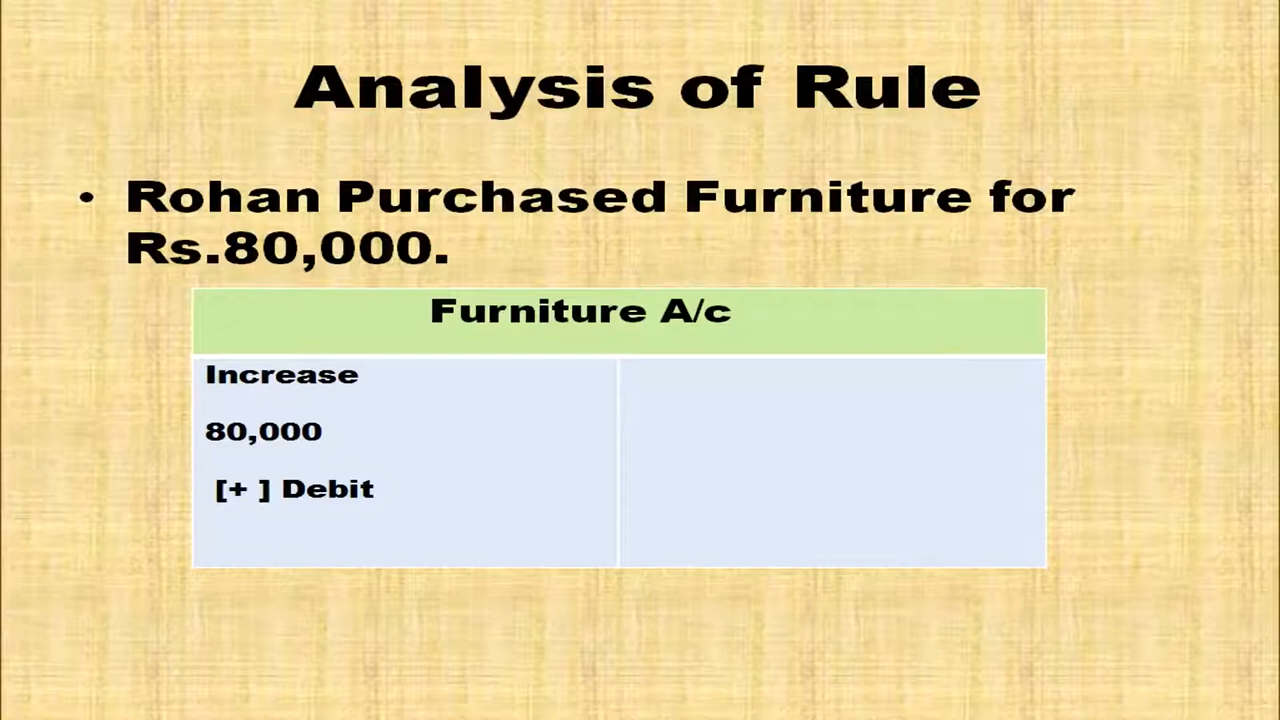 Analysis of Rule
• Rohan Purchased Furniture for
Rs.80,000.
Furniture A/c
Increase
80,000
[+ ] Debit